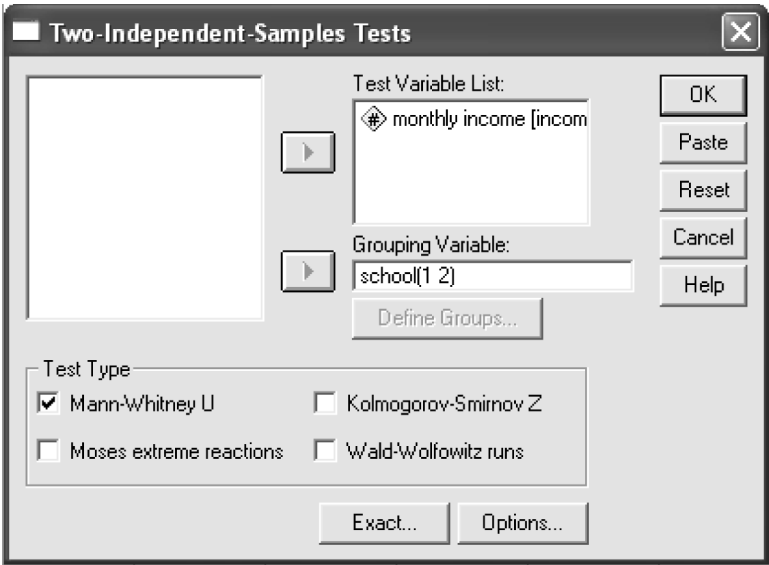 Two-Independent-Samples Tests
Test Variable List:
# monthly income [incom
Grouping Variable:
school(1 2)
Define Groups...
OK
Paste
Reset
Cancel
Help
Test Type
Mann-Whitney U
Kolmogorov-Smirnov Z
Moses extreme reactions
Wald-Wolfowitz runs
Exact...
Options...